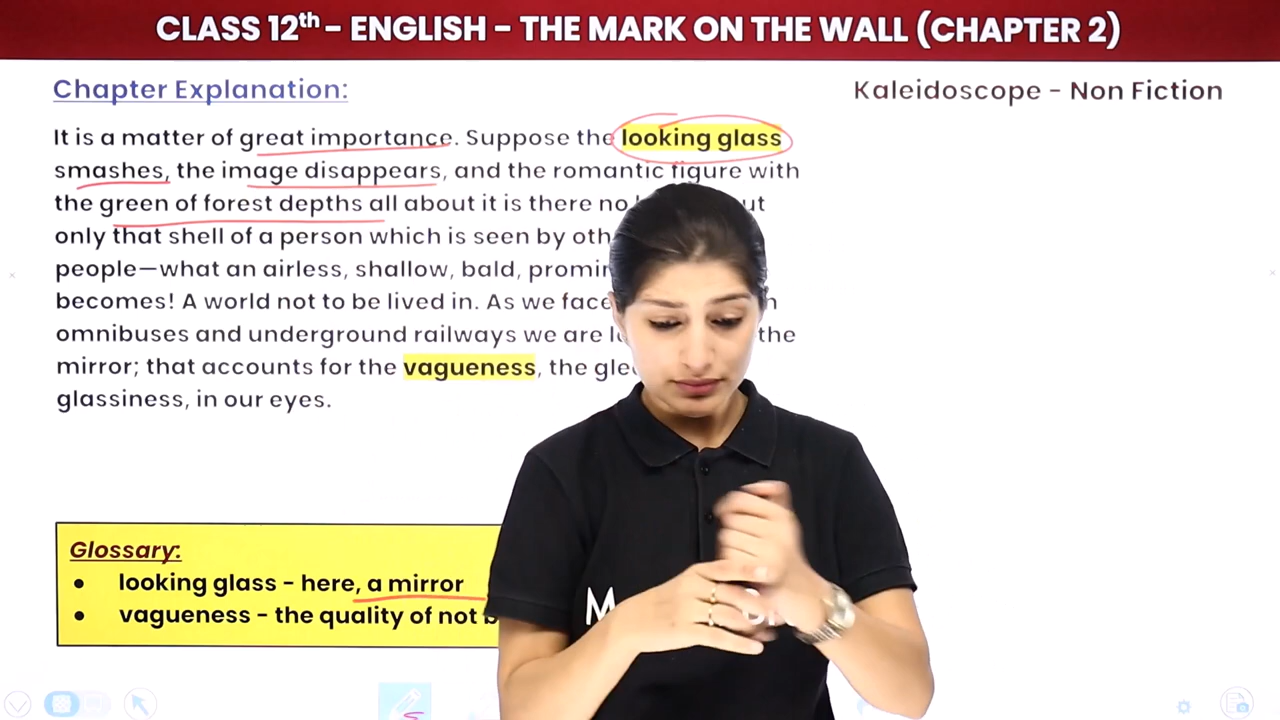 CLASS 12th - ENGLISH - THE MARK ON THE WALL (CHAPTER 2)
Chapter Explanation:
Kaleidoscope - Non Fiction
It is a matter of great importance. Suppose the looking glass
smashes, the image disappears, and the romantic figure with
the green of forest depths all about it is there no
only that shell of a person which is seen by
people—what an airless, shallow, bald,
becomes! A world not to be lived in. As we
omnibuses and underground railways we are the
mirror; that accounts for the vagueness, the
glassiness, in our eyes.
Glossary:
• looking glass - here, a mirror
• vagueness - the quality of not